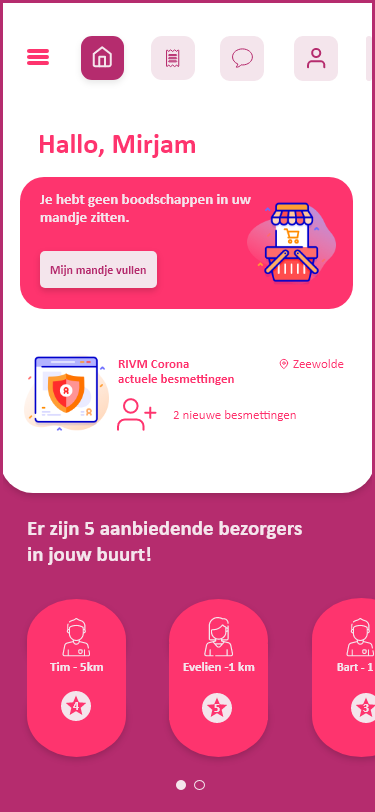 Hallo, Mirjam
Je hebt geen boodschappen in uw
mandje zitten.
Mijn mandje vullen
RIVM Corona
actuele besmettingen
Zeewolde
2 nieuwe besmettingen
Er zijn 5 aanbiedende bezorgers
in jouw buurt!
Tim - 5km
Evelien -1 km
Bart - 1
4
5
3